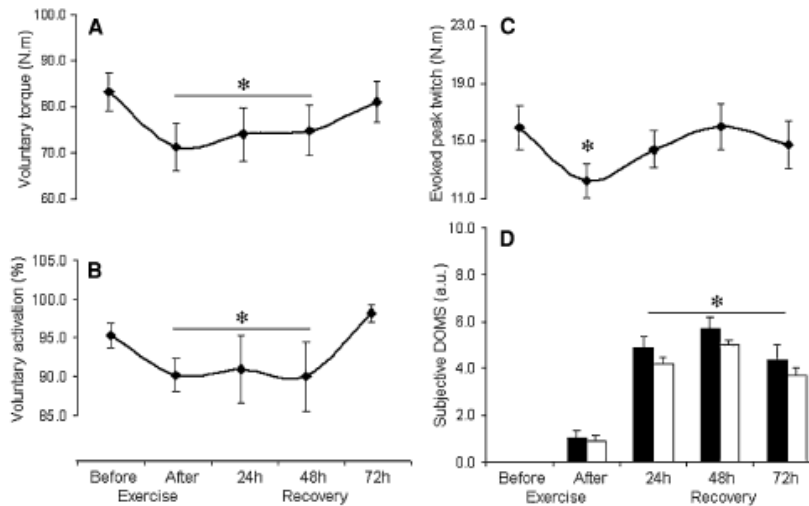 A
Voluntary torque (N.m)
100.0
90.0
80.0
70.0
60.0
*
B
Voluntary activation (%)
105.0
100.0
95.0
90.0
85.0
*
Before After 24h 48h 72h
Exercise Recovery
C
Evoked peak twitch (N.m)
23.0
19.0
15.0
11.0
*
D
Subjective DOMS (a.u.)
10.0
8.0
6.0
4.0
2.0
0.0
*
Before After 24h 48h 72h
Exercise Recovery